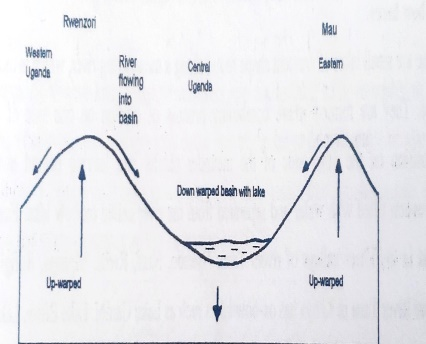 Rwenzori
Mau
Western
Uganda
River
flowing
into
basin
Central
Uganda
Eastern
Down warped basin with lake
Up-warped
Up-warped